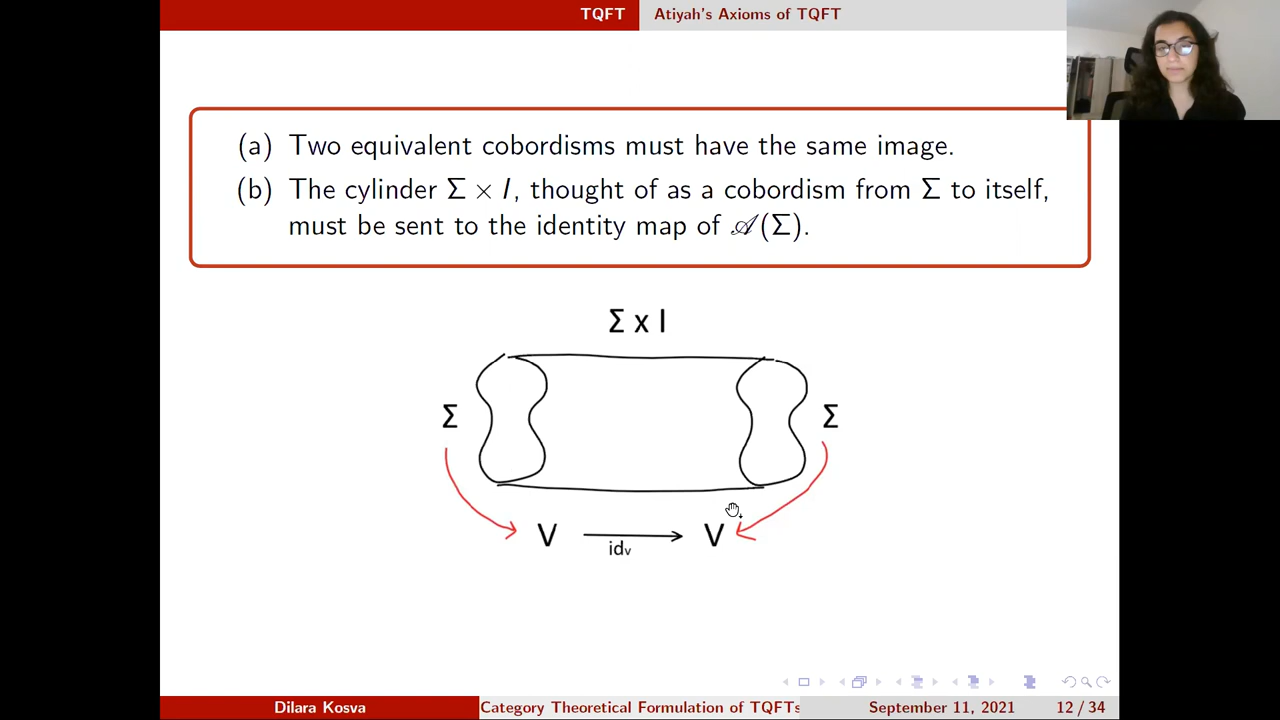 TQFT Atiyah's Axioms of TQFT
(a) Two equivalent cobordisms must have the same image.
(b) The cylinder Σ × I, thought of as a cobordism from Σ to itself,
must be sent to the identity map of 𝒜(Σ).
Σ x I
Σ Σ
V V
idᵥ
Dilara Kosva Category Theoretical Formulation of TQFTs September 11, 2021 12 / 34